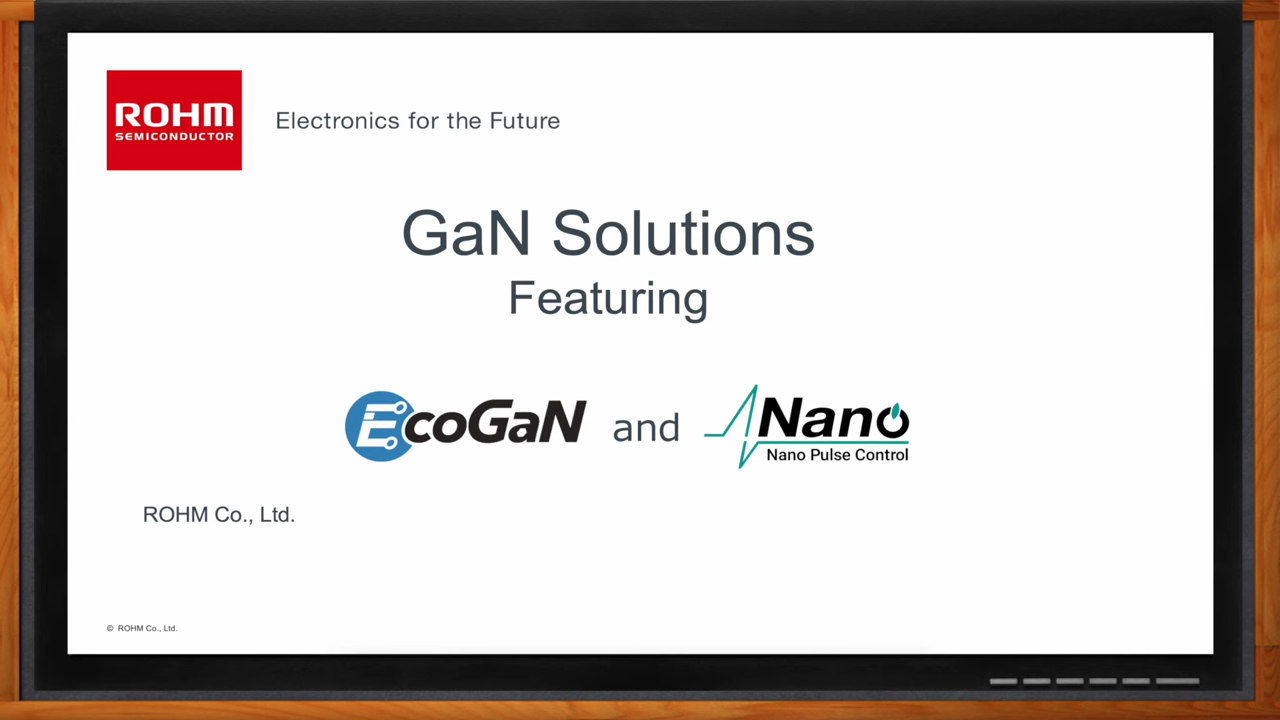 ROHM
SEMICONDUCTOR
Electronics for the Future
GaN Solutions
Featuring
EcoGaN and Nano
Nano Pulse Control
ROHM Co., Ltd.
© ROHM Co., Ltd.